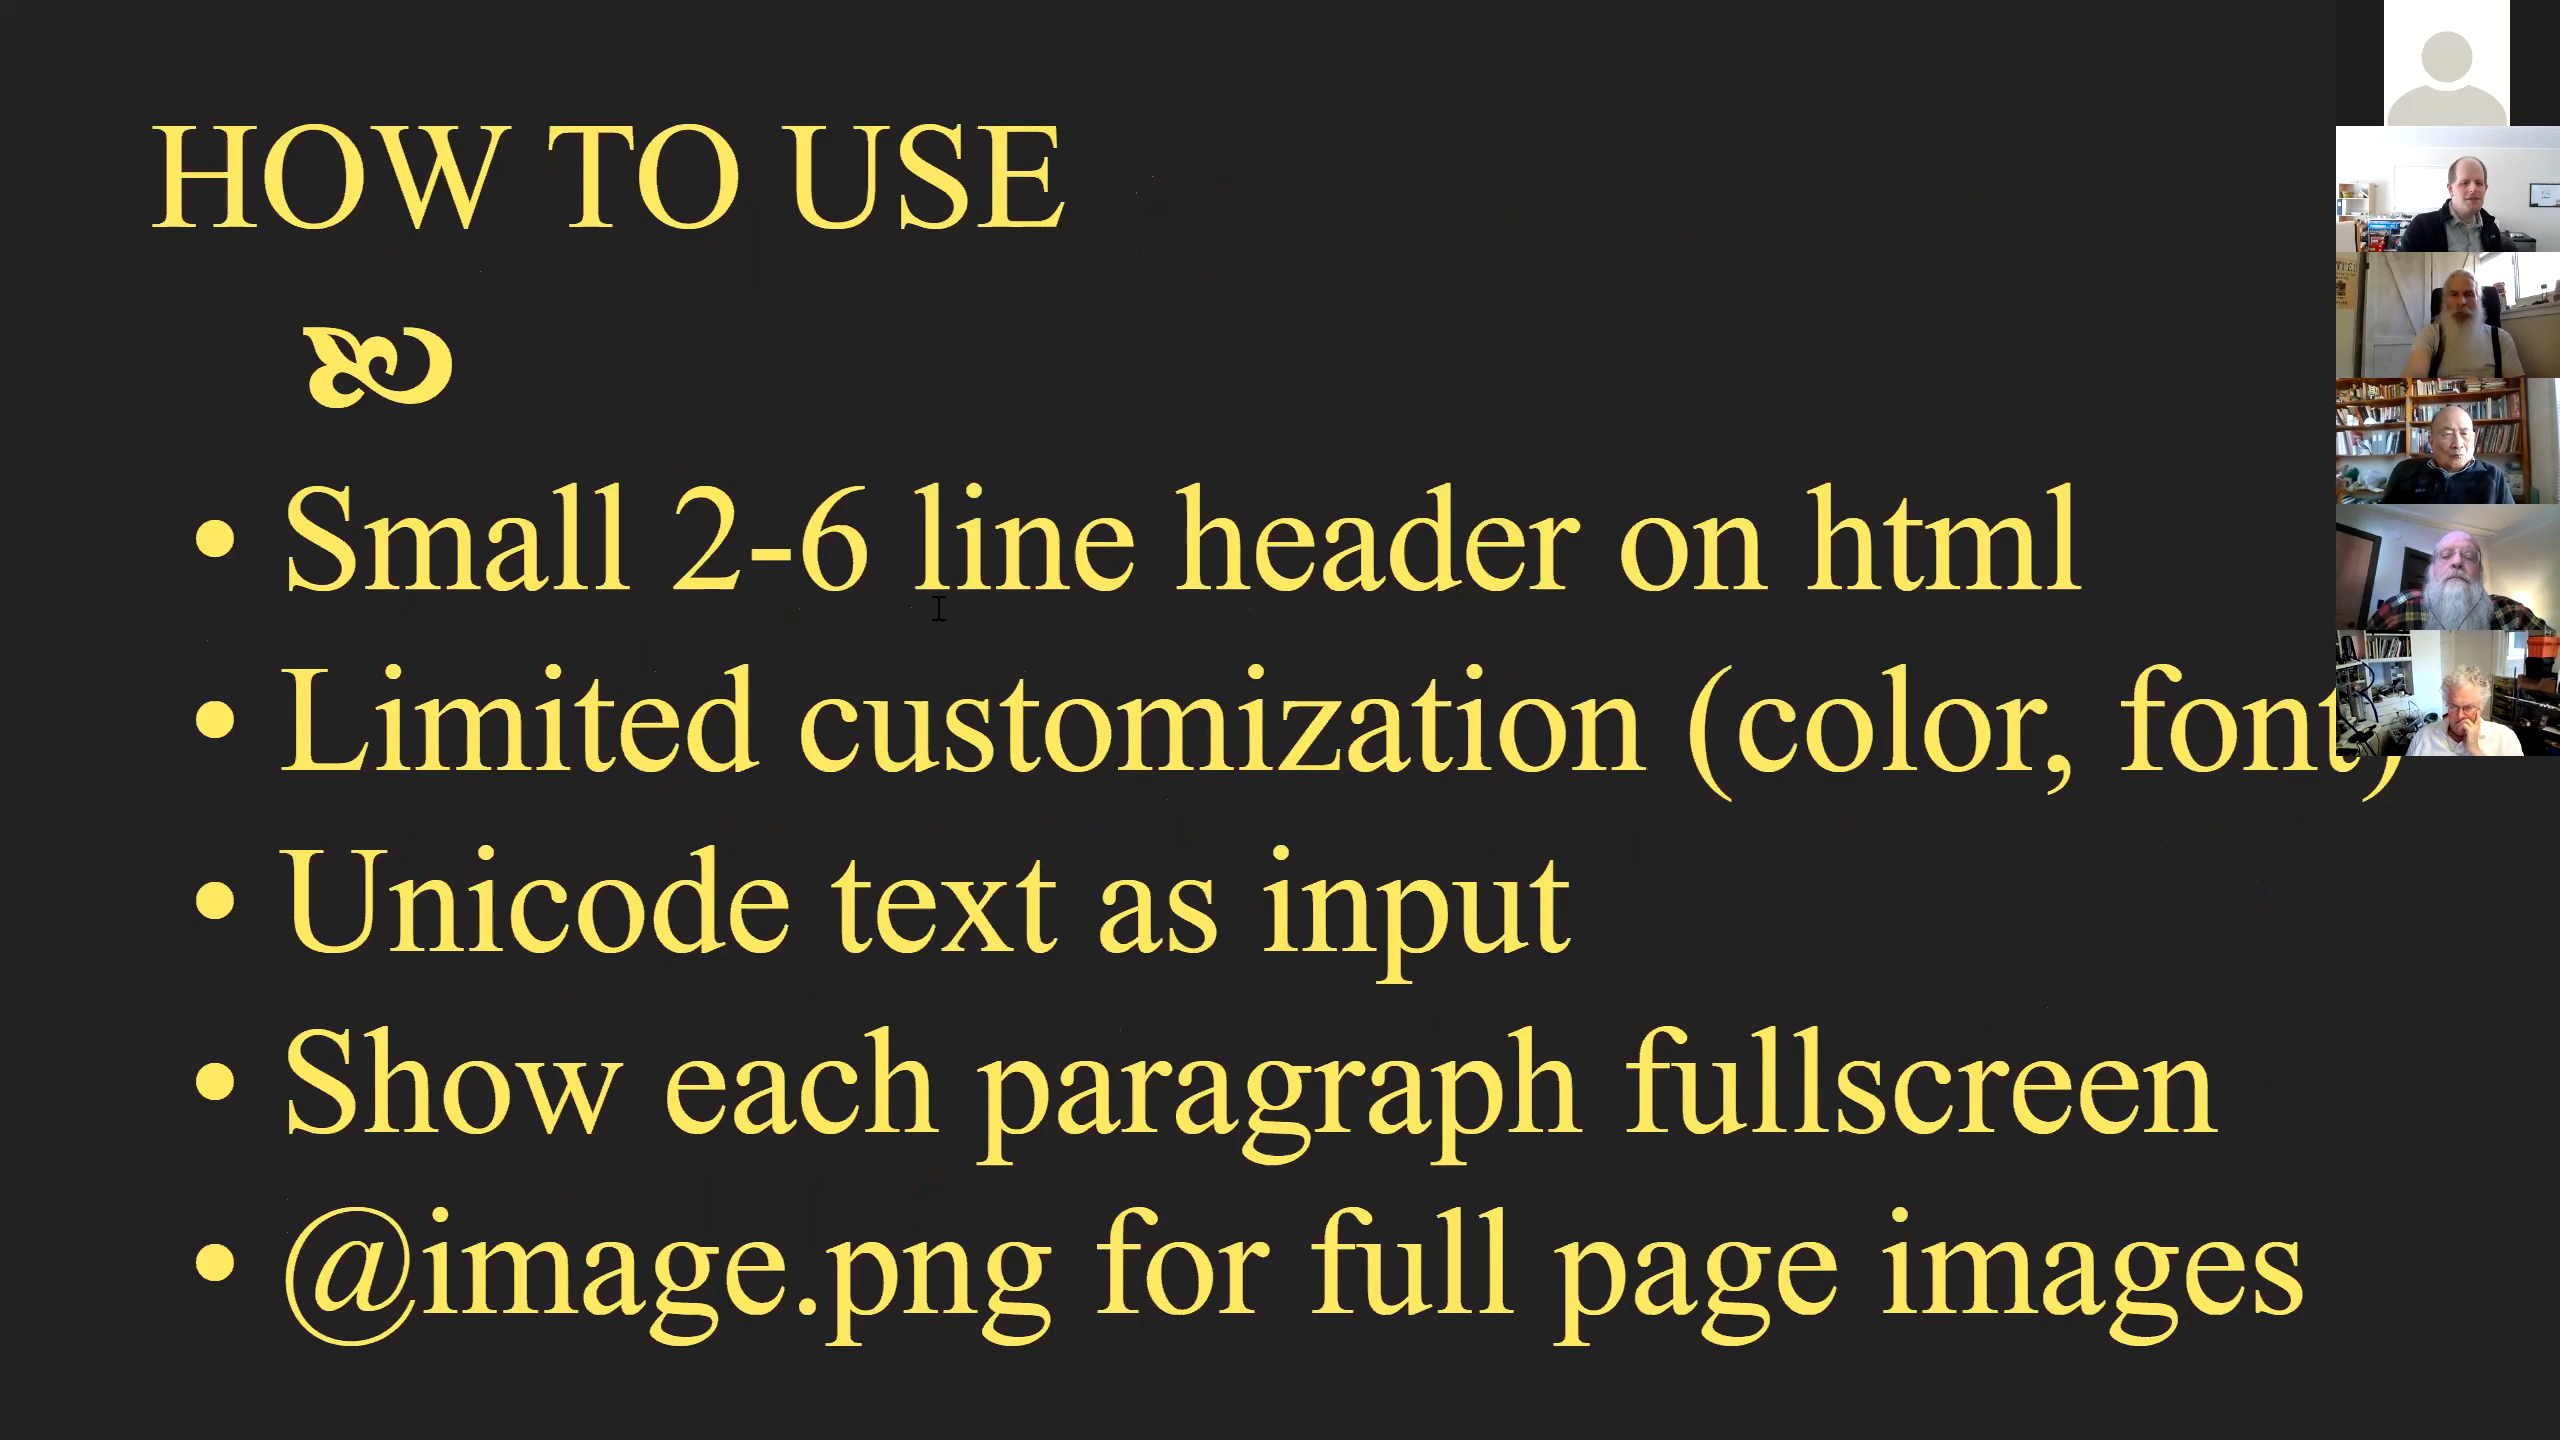 HOW TO USE
🙠
• Small 2-6 line header on html
• Limited customization (color, font)
• Unicode text as input
• Show each paragraph fullscreen
• @image.png for full page images